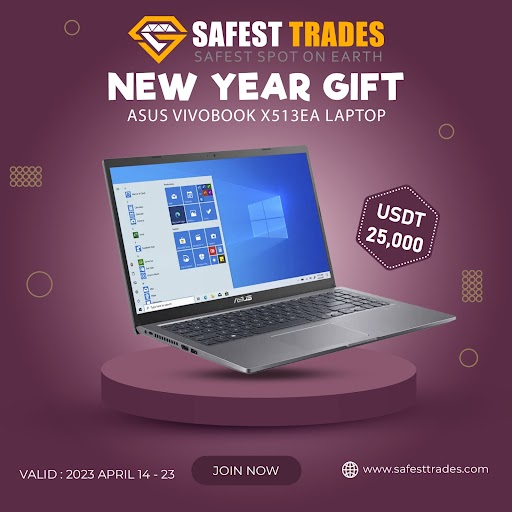 SAFEST TRADES
SAFEST SPOT ON EARTH
NEW YEAR GIFT
ASUS VIVOBOOK X513EA LAPTOP
USDT
25,000
ASUS
VALID : 2023 APRIL 14 - 23
JOIN NOW
www.safesttrades.com